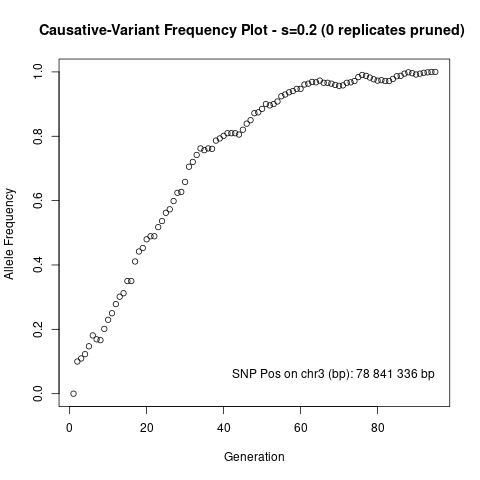 Causative-Variant Frequency Plot - s=0.2 (0 replicates pruned)
1.0
0.8
0.6
0.4
0.2
0.0
Allele Frequency
SNP Pos on chr3 (bp): 78 841 336 bp
0 20 40 60 80
Generation